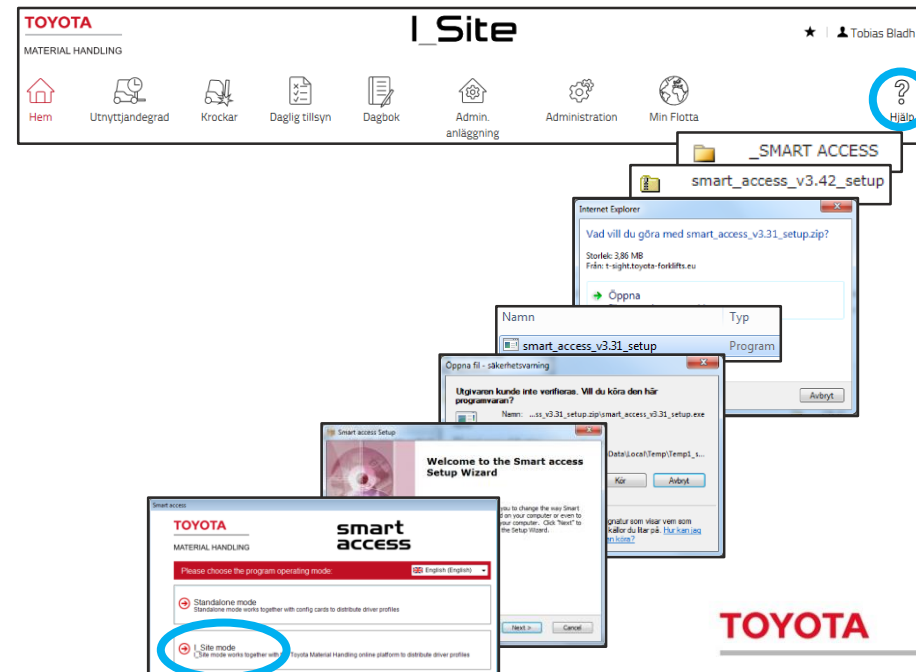 TOYOTA
MATERIAL HANDLING
I_Site
Tobias Bladh
Hem
Utnyttjandegrad
Krockar
Daglig tillsyn
Dagbok
Admin.
anläggning
Administration
Min Flotta
Hjälp
_SMART ACCESS
smart_access_v3.42_setup
Internet Explorer
Vad vill du göra med smart_access_v3.31_setup.zip?
Storlek: 3,86 MB
Från: t-sight.toyota-forklifts.eu
Öppna
Avbryt
Namn Typ
smart_access_v3.31_setup Program
Öppna fil - säkerhetsvarning
Utgivaren kunde inte verifieras. Vill du köra den här
programvaran?
Namn: ...ss_v3.31_setup.zip\smart_access_v3.31_setup.exe
Data\Local\Temp\Temp1_s...
Kör Avbryt
gnatur som visar vem som
källor du litar på. Hur kan jag
en köra?
Smart access Setup
Welcome to the Smart access
Setup Wizard
you to change the way Smart
d on your computer or even to
your computer. Click "Next" to
the Setup Wizard.
Next > Cancel
Smart access
TOYOTA
MATERIAL HANDLING
smart
access
Please choose the program operating mode:
English (English)
Standalone mode
Standalone mode works together with config cards to distribute driver profiles
I_Site mode
I_Site mode works together with Toyota Material Handling online platform to distribute driver profiles
TOYOTA